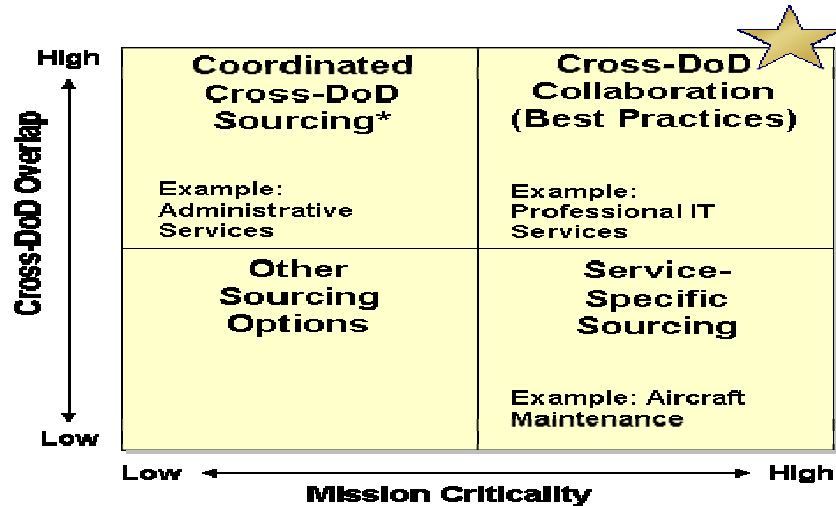 High
Cross-DoD Overlap
Low
Coordinated
Cross-DoD
Sourcing*
Example:
Administrative
Services
Cross-DoD
Collaboration
(Best Practices)
Example:
Professional IT
Services
Other
Sourcing
Options
Service-
Specific
Sourcing
Example: Aircraft
Maintenance
Low
High
Mission Criticality